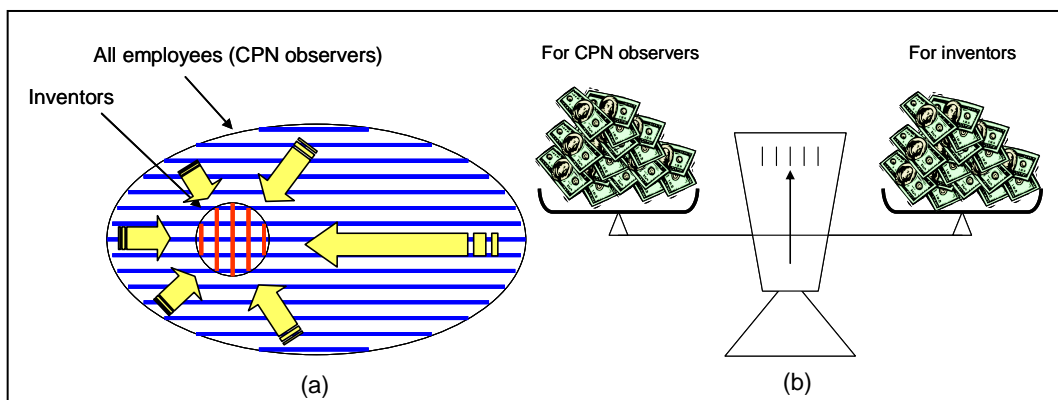 All employees (CPN observers)
Inventors
(a)
For CPN observers
For inventors
(b)